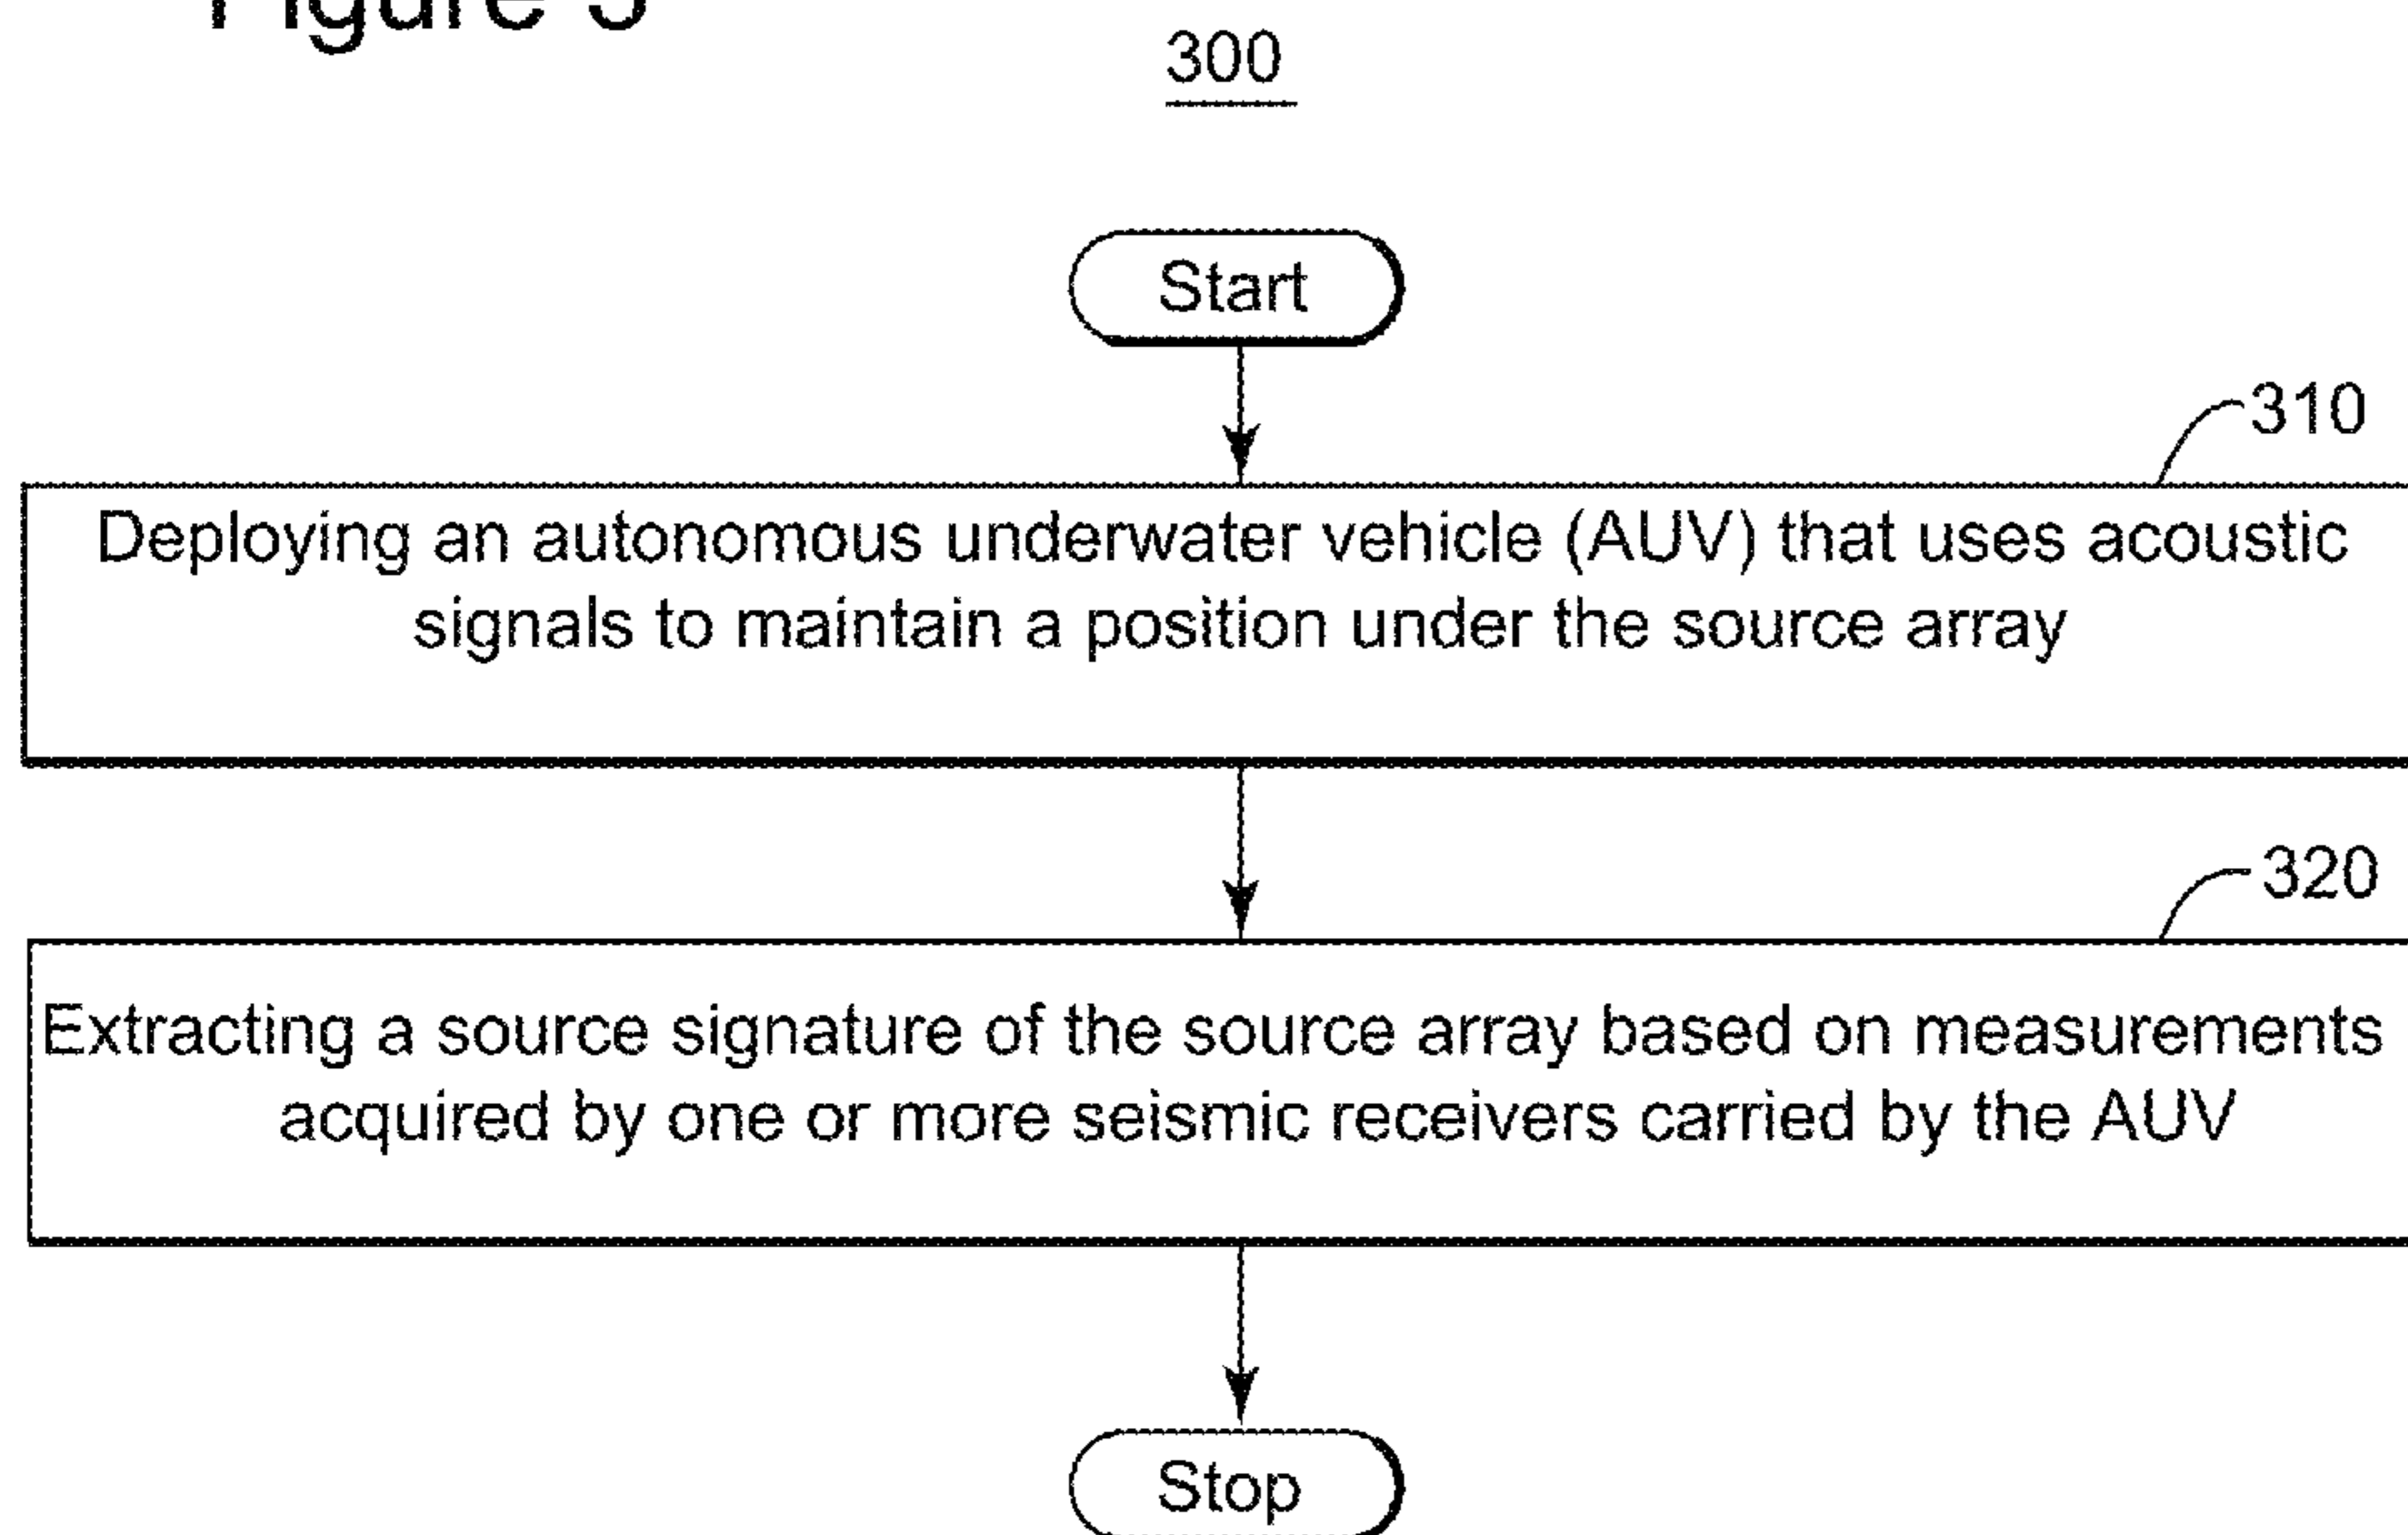 Figure
300
Start
310
Deploying an autonomous underwater vehicle (AUV) that uses acoustic
signals to maintain a position under the source array
320
Extracting a source signature of the source array based on measurements
acquired by one or more seismic receivers carried by the AUV
Stop